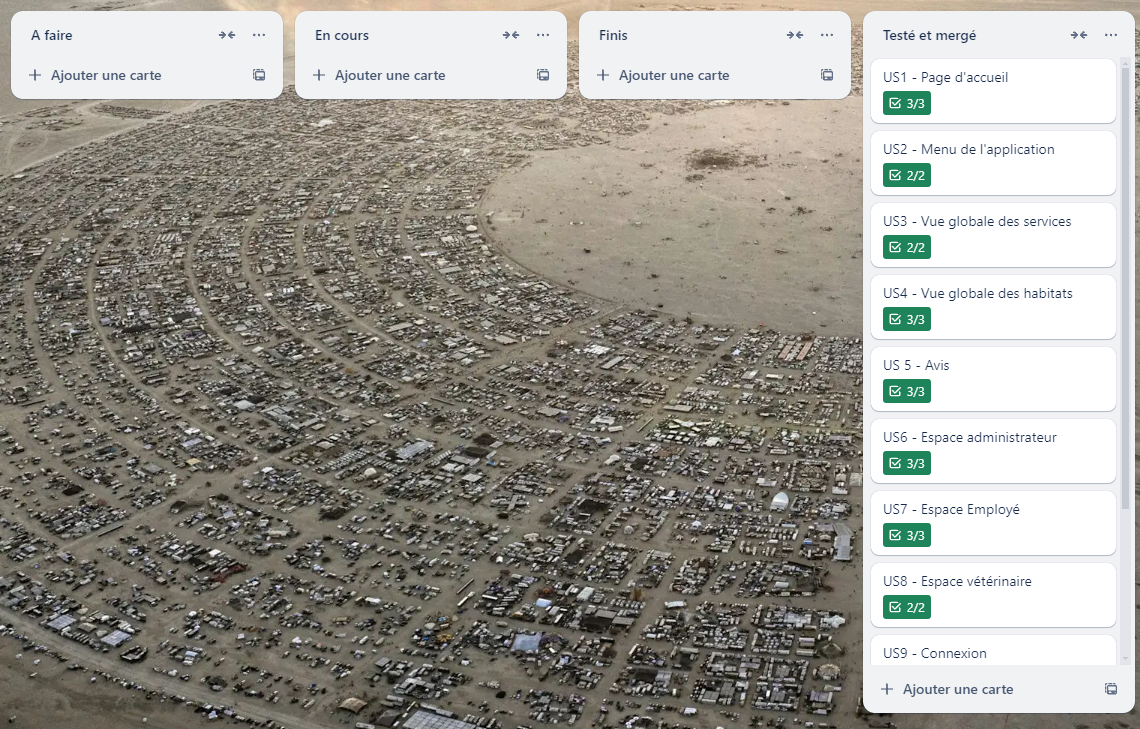 A faire
Ajouter une carte
En cours
Ajouter une carte
Finis
Ajouter une carte
Testé et mergé
US1 - Page d'accueil
3/3
US2 - Menu de l'application
2/2
US3 - Vue globale des services
2/2
US4 - Vue globale des habitats
3/3
US 5 - Avis
3/3
US6 - Espace administrateur
3/3
US7 - Espace Employé
3/3
US8 - Espace vétérinaire
2/2
US9 - Connexion
Ajouter une carte